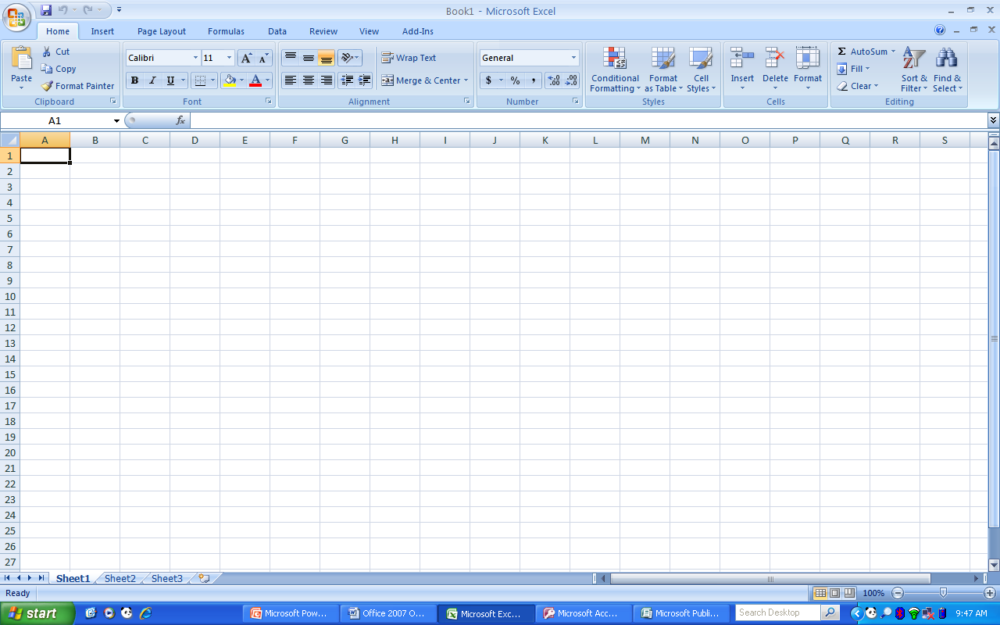 Book1 - Microsoft Excel
Home Insert Page Layout Formulas Data Review View Add-Ins
Paste Cut Copy Format Painter
Calibri 11
B I U A
Wrap Text
Merge & Center
General
$ % ,
Conditional Formatting Format as Table Cell Styles
Insert Delete Format
Σ AutoSum Fill Clear
Sort & Filter Find & Select
Clipboard Font Alignment Number Styles Cells Editing
A1 fx
A B C D E F G H I J K L M N O P Q R S
1
2
3
4
5
6
7
8
9
10
11
12
13
14
15
16
17
18
19
20
21
22
23
24
25
26
27
Sheet1 Sheet2 Sheet3
Ready 100%
start Microsoft Pow... Office 2007 O... Microsoft Exc... Microsoft Acc... Microsoft Publi... Search Desktop 9:47 AM